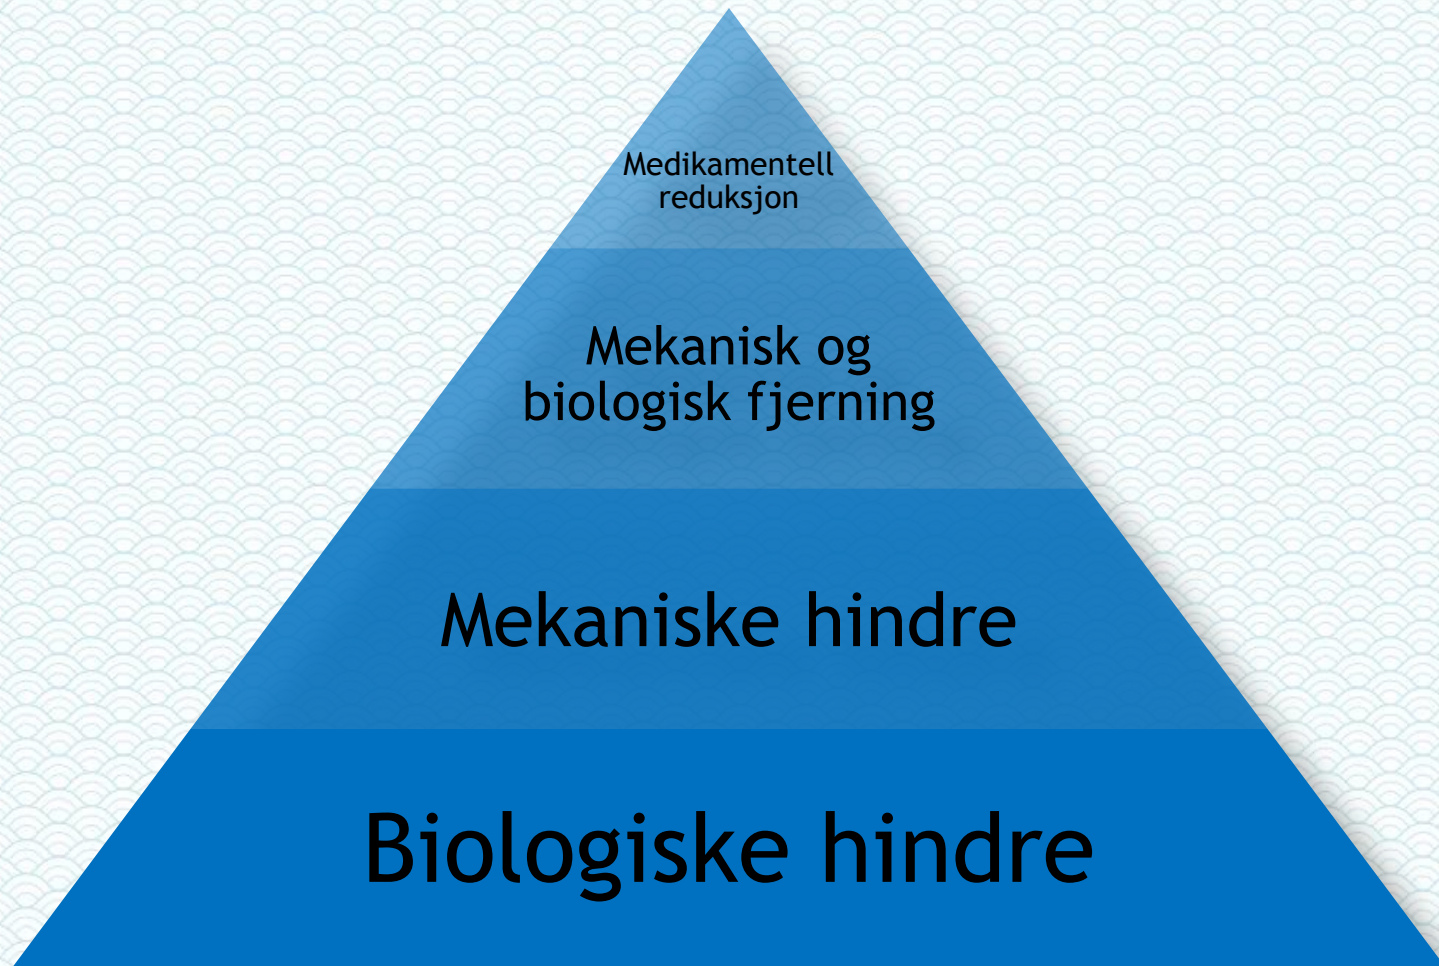 Medikamentell
reduksjon
Mekanisk og
biologisk fjerning
Mekaniske hindre
Biologiske hindre